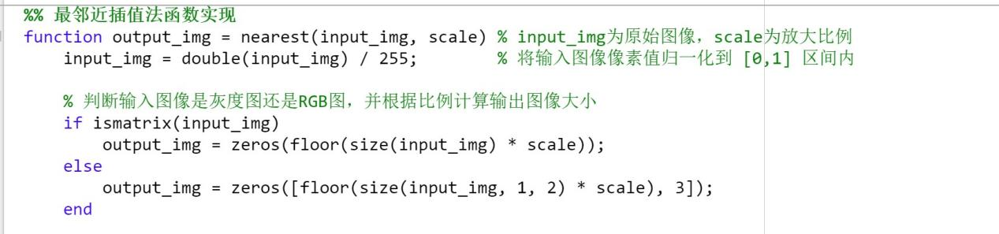 %% 最邻近插值法函数实现
function output_img = nearest(input_img, scale) % input_img为原始图像，scale为放大比例
    input_img = double(input_img) / 255;        % 将输入图像像素值归一化到 [0,1] 区间内
    % 判断输入图像是灰度图还是RGB图，并根据比例计算输出图像大小
    if ismatrix(input_img)
        output_img = zeros(floor(size(input_img) * scale));
    else
        output_img = zeros([floor(size(input_img, 1, 2) * scale), 3]);
    end